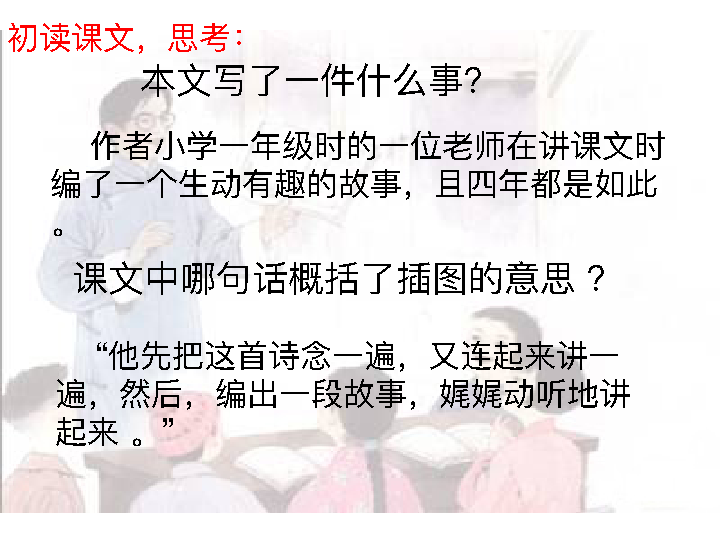 初读课文，思考：
本文写了一件什么事？
作者小学一年级时的一位老师在讲课文时
编了一个生动有趣的故事，且四年都是如此
。
课文中哪句话概括了插图的意思 ？
“他先把这首诗念一遍，又连起来讲一
遍，然后，编出一段故事，娓娓动听地讲
起来 。”